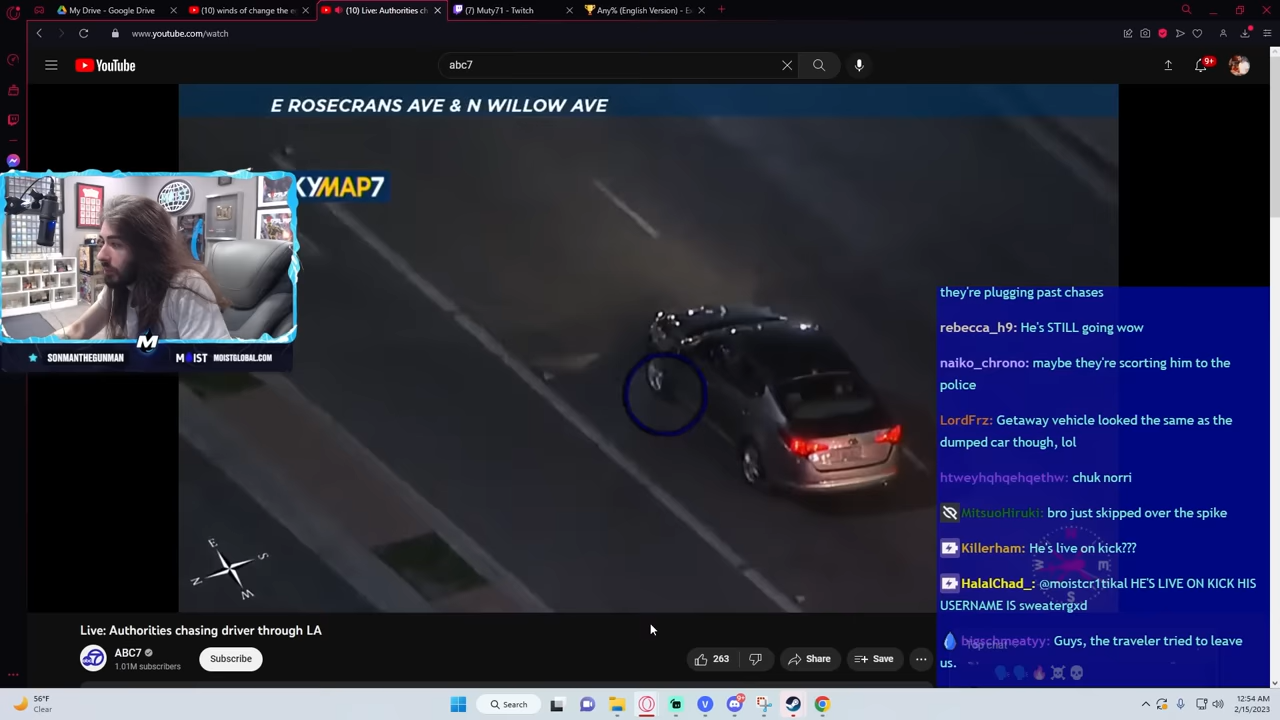 My Drive - Google Drive
(10) winds of change the e
(10) Live: Authorities ch
Muty71 - Twitch
Any% (English Version) - E
www.youtube.com/watch
YouTube
abc7
9+
E ROSECRANS AVE & N WILLOW AVE
KYMAP7
SONMANTHEGUNMAN
M
MOIST MOISTGLOBAL.COM
they're plugging past chases
rebecca_h9: He's STILL going wow
naiko_chrono: maybe they're scorting him to the
police
LordFrz: Getaway vehicle looked the same as the
dumped car though, lol
htweyhqhqehqethw: chuk norri
MitsuoHiruki: bro just skipped over the spike
Killerham: He's live on kick???
HalalChad_: @moistcr1tikal HE'S LIVE ON KICK HIS
USERNAME IS sweatergxd
bigschmeatyy: Guys, the traveler tried to leave
us.
Top chat
E
S
N
W
Live: Authorities chasing driver through LA
ABC7
1.01M subscribers
Subscribe
263
Share
Save
56°F
Clear
Search
12:54 AM
2/15/2023